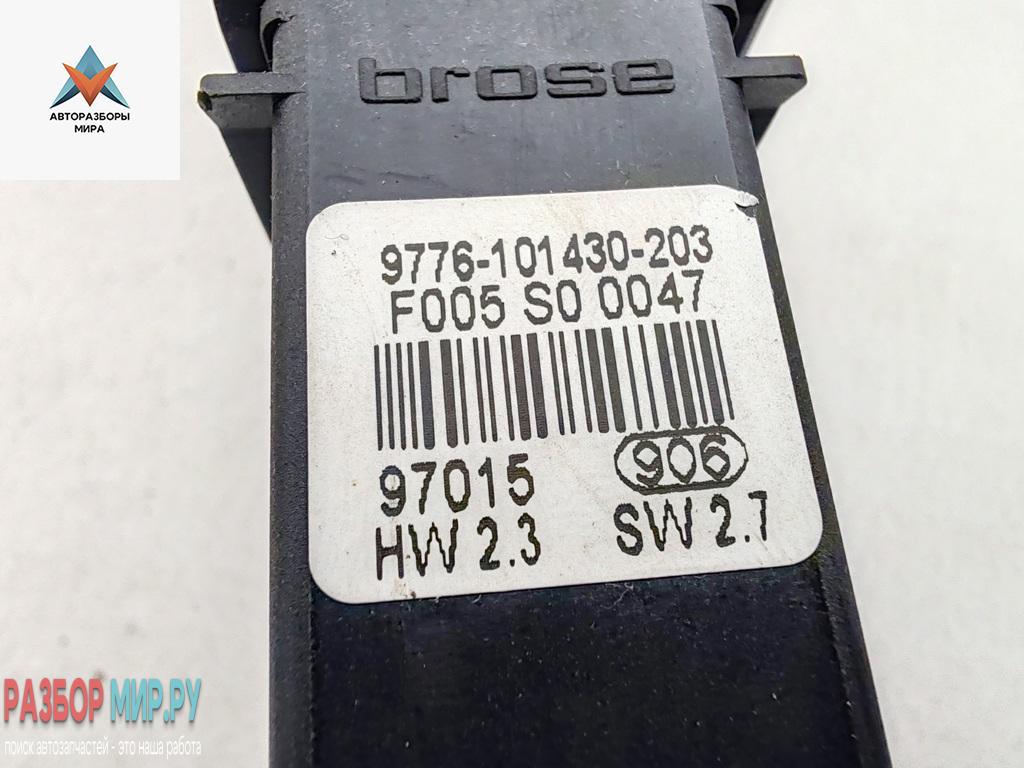 brose
АВТОРАЗБОРЫ
МИРА
9776-101430-203
F005 S0 0047
97015 906
HW 2.3 SW 2.7
РАЗБОР МИР.РУ
поиск автозапчастей - это наша работа